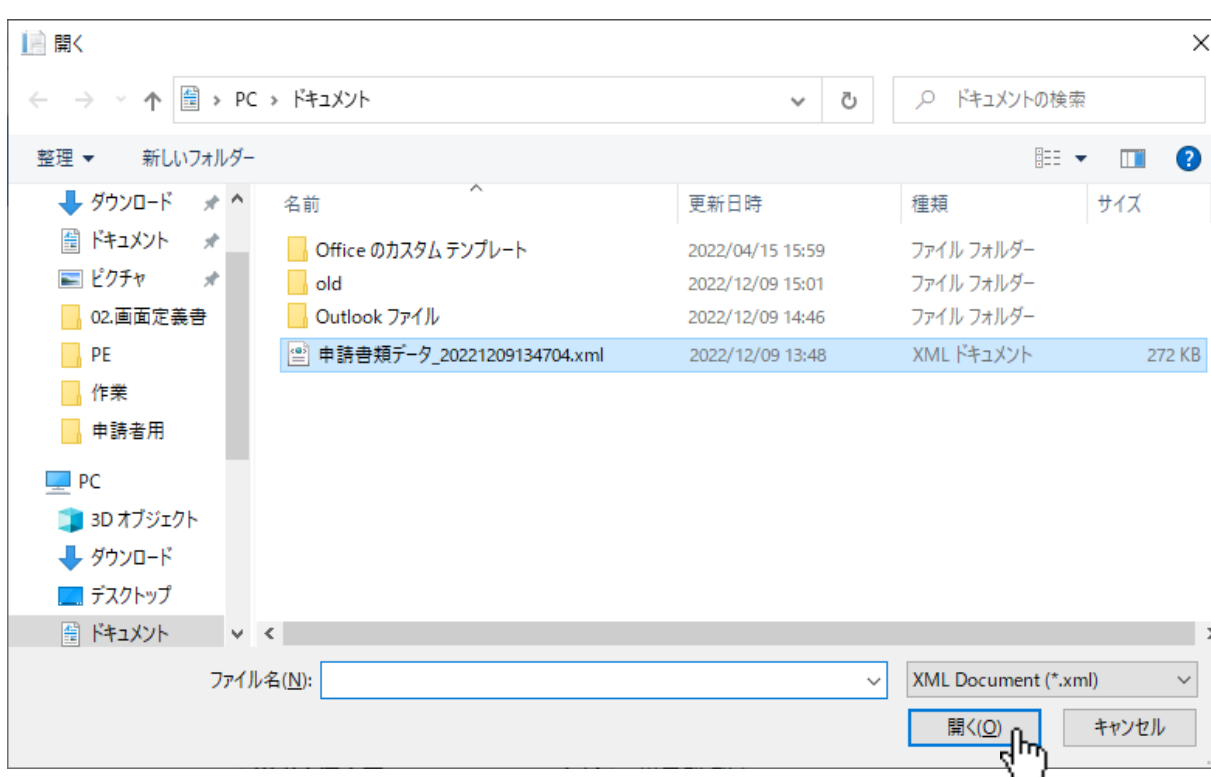 開く
PC › ドキュメント
ドキュメントの検索
整理
新しいフォルダー
名前 更新日時 種類 サイズ
ダウンロード
ドキュメント
ピクチャ
02.画面定義書
PE
作業
申請者用
PC
3D オブジェクト
ダウンロード
デスクトップ
ドキュメント
Office のカスタム テンプレート 2022/04/15 15:59 ファイル フォルダー
old 2022/12/09 15:01 ファイル フォルダー
Outlook ファイル 2022/12/09 14:46 ファイル フォルダー
申請書類データ_20221209134704.xml 2022/12/09 13:48 XML ドキュメント 272 KB
ファイル名(N):
XML Document (*.xml)
開く(O)
キャンセル